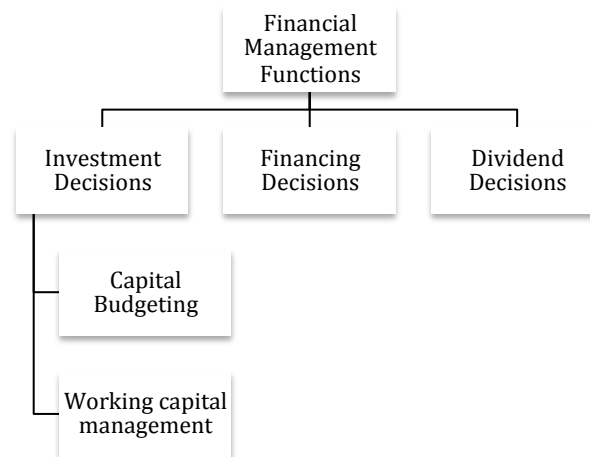 Financial
Management
Functions
Investment
Decisions
Financing
Decisions
Dividend
Decisions
Capital
Budgeting
Working capital
management